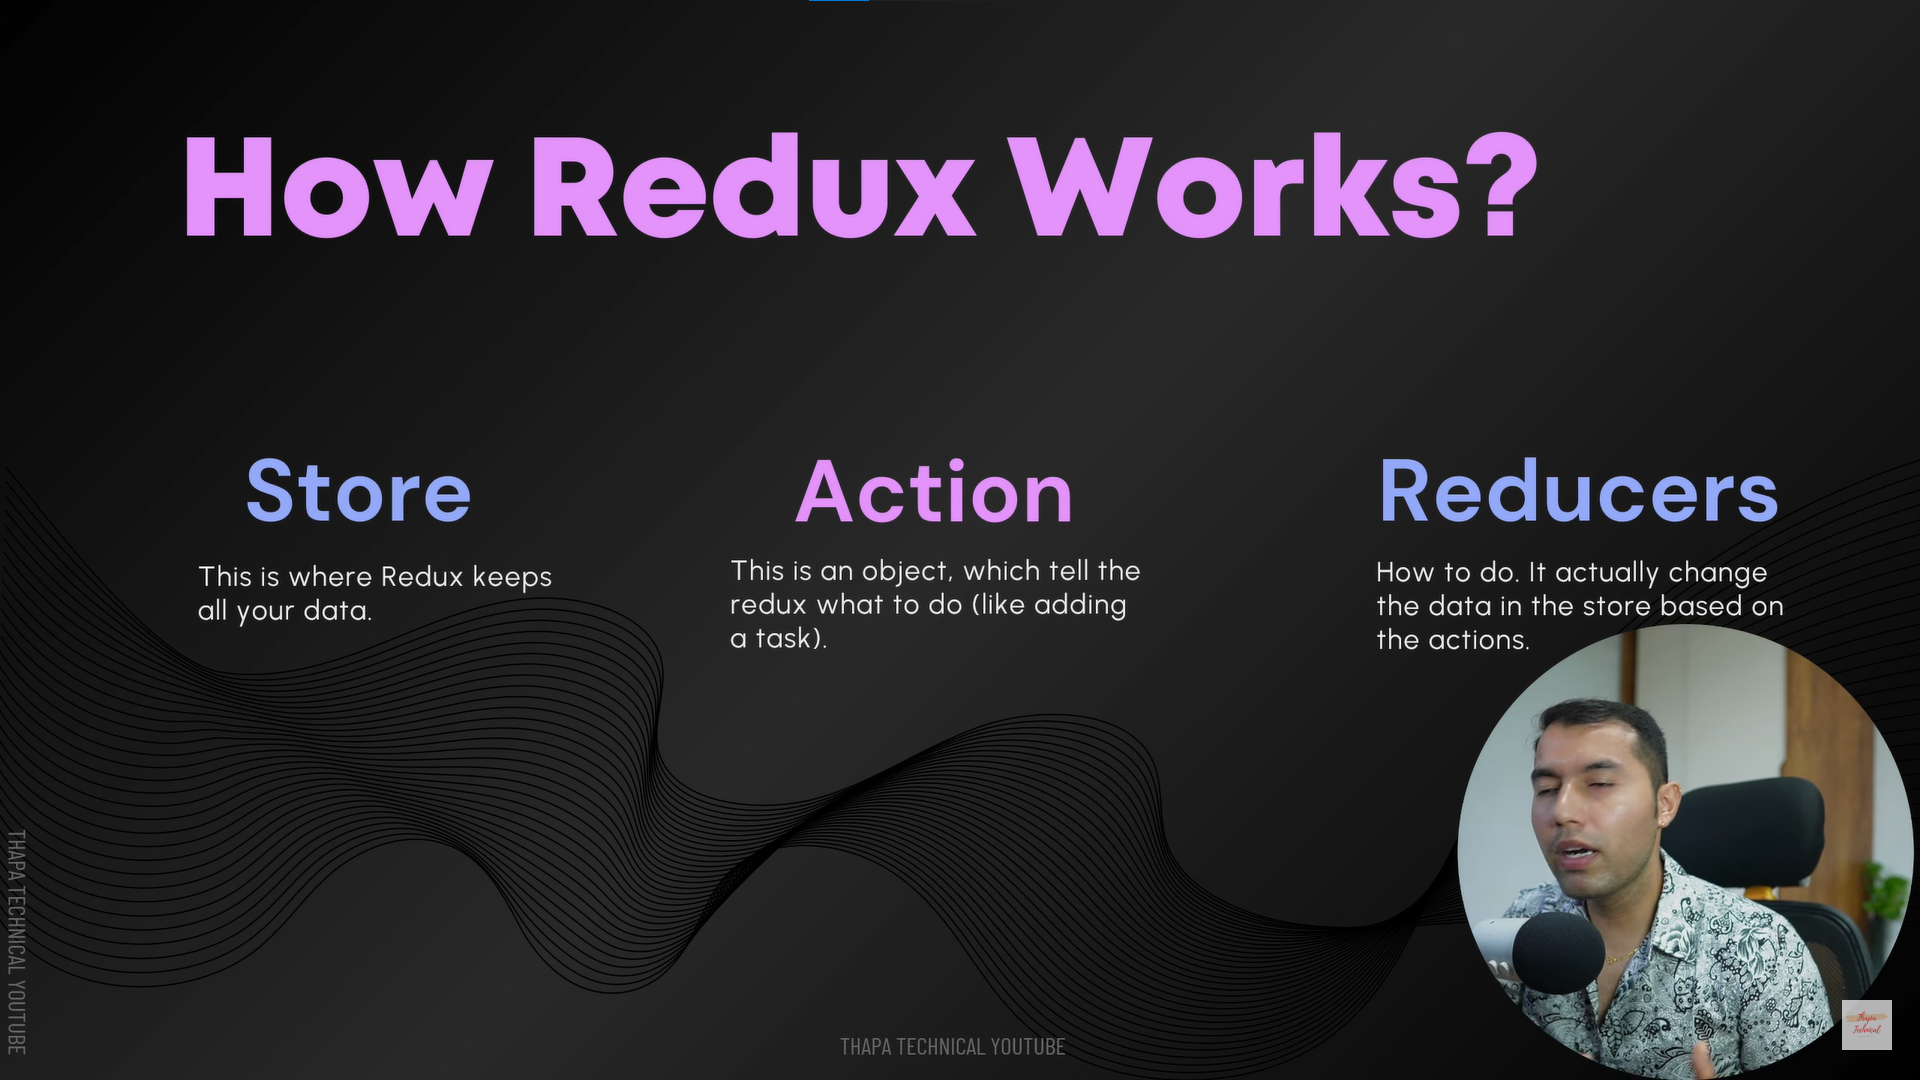 How Redux Works?
Store
This is where Redux keeps
all your data.
Action
This is an object, which tell the
redux what to do (like adding
a task).
Reducers
How to do. It actually change
the data in the store based on
the actions.
THAPA TECHNICAL YOUTUBE
THAPA TECHNICAL YOUTUBE
Thapa
Technical